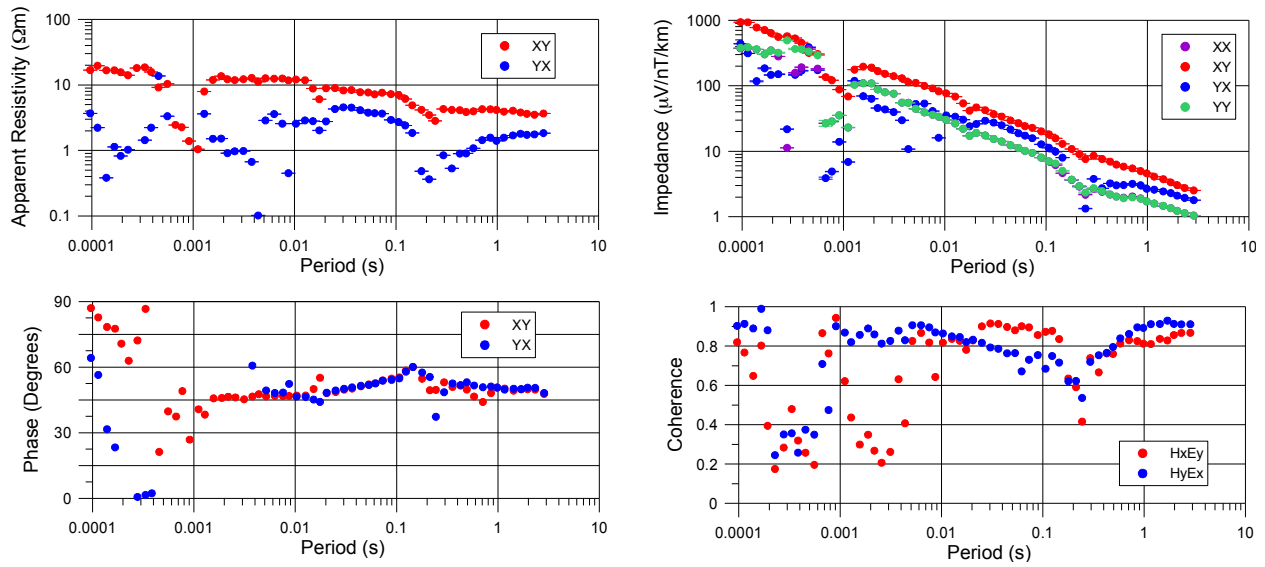 Apparent Resistivity (Ωm)
100
10
1
0.1
XY
YX
0.0001 0.001 0.01 0.1 1 10
Period (s)
Impedance (μV/nT/km)
1000
100
10
1
XX
XY
YX
YY
0.0001 0.001 0.01 0.1 1 10
Period (s)
Phase (Degrees)
90
60
30
0
XY
YX
0.0001 0.001 0.01 0.1 1 10
Period (s)
Coherence
1
0.8
0.6
0.4
0.2
0
HxEy
HyEx
0.0001 0.001 0.01 0.1 1 10
Period (s)